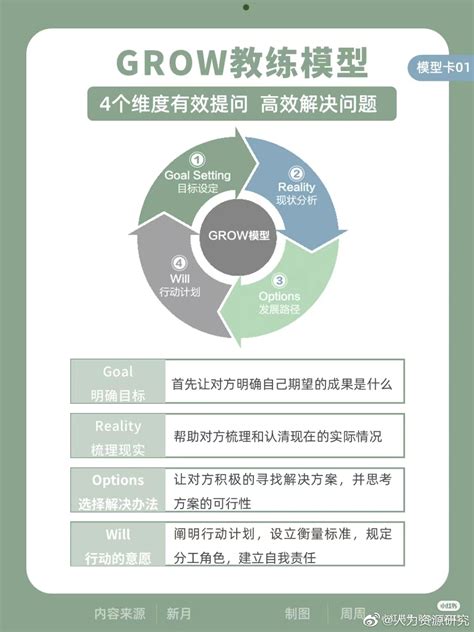 GROW教练模型
模型卡01
4个维度有效提问 高效解决问题
1
Goal Setting
目标设定
2
Reality
现状分析
GROW模型
4
Will
行动计划
3
Options
发展路径
Goal
明确目标
首先让对方明确自己期望的成果是什么
Reality
梳理现实
帮助对方梳理和认清现在的实际情况
Options
选择解决办法
让对方积极的寻找解决方案，并思考
方案的可行性
Will
行动的意愿
阐明行动计划，设立衡量标准，规定
分工角色，建立自我责任
小红书
内容来源 新月 制图 周周
@人力资源研究